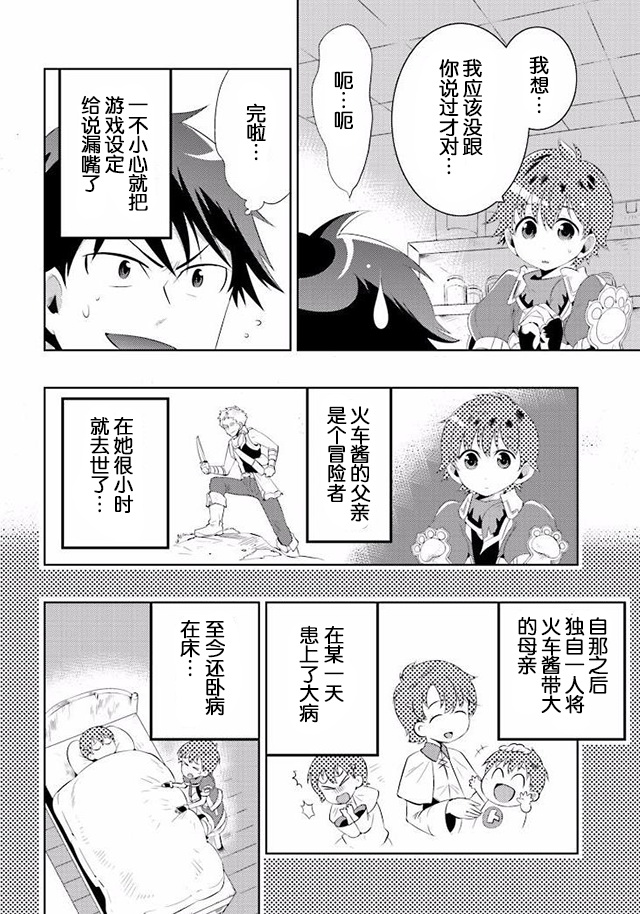 我想…
我应该没跟
你说过才对…
呃…呃
完啦…
一不小心就把
游戏设定
给说漏嘴了
火车酱的父亲
是个冒险者
在她很小时
就去世了…
自那之后
独自一人将
火车酱带大
的母亲
在某一天
患上了大病
至今还卧病
在床…